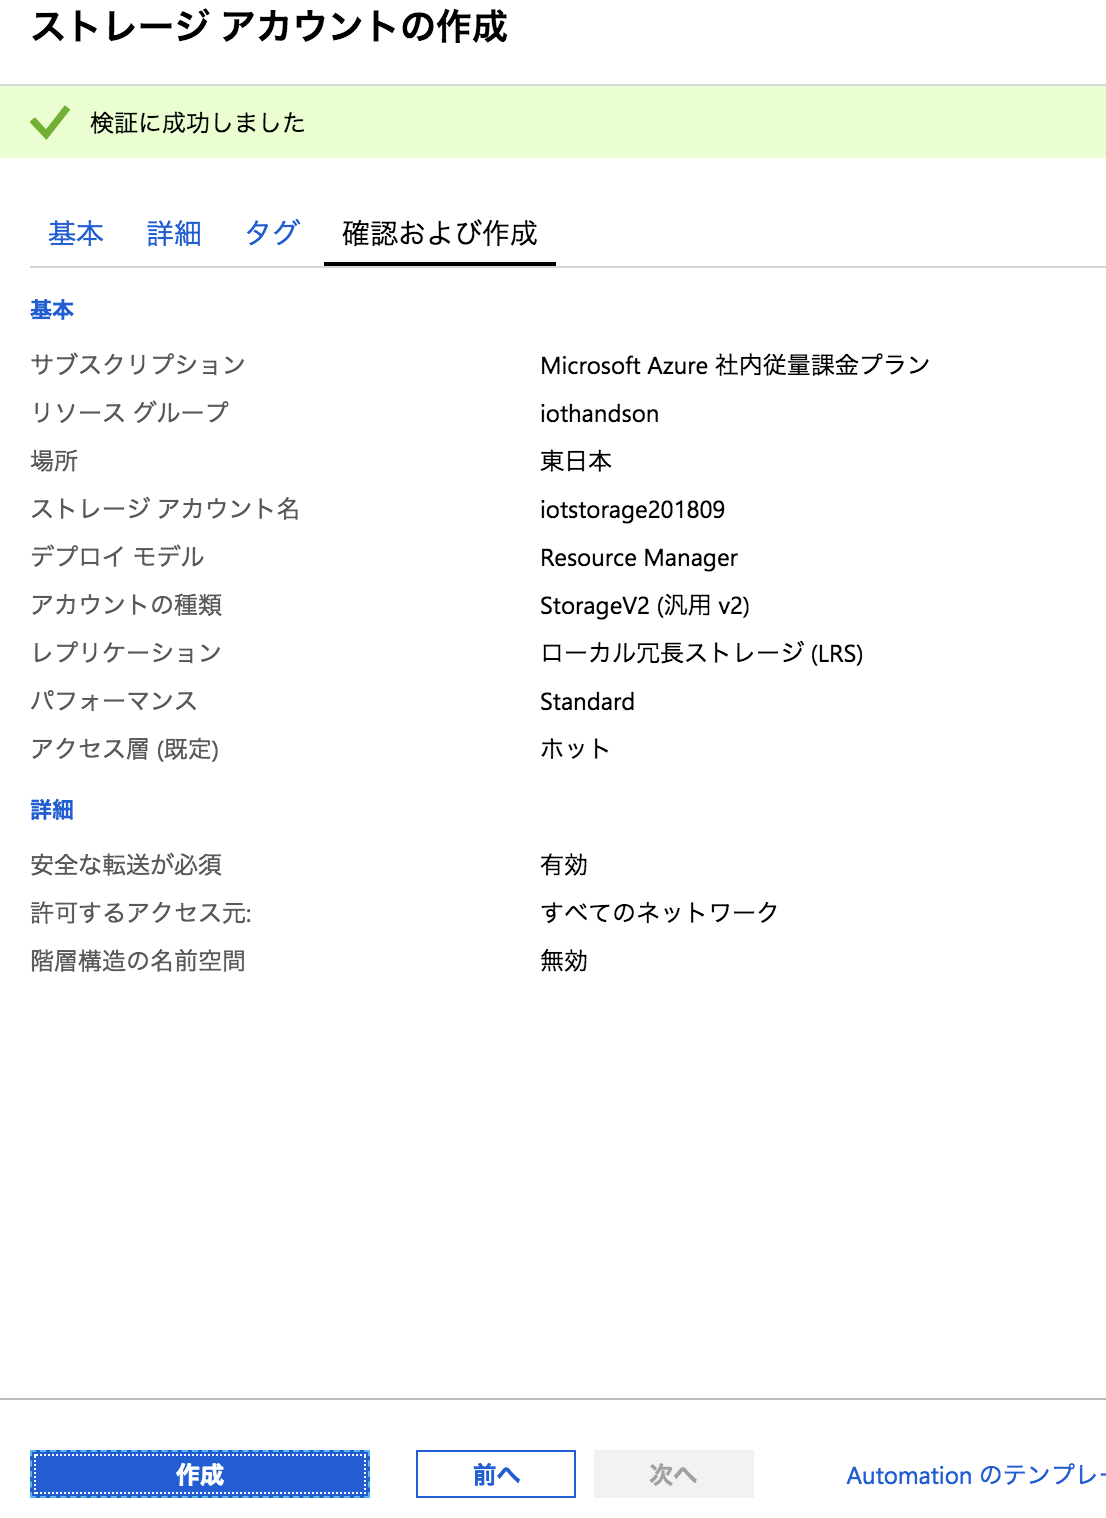 ストレージ アカウントの作成
検証に成功しました
基本 詳細 タグ 確認および作成
基本
サブスクリプション Microsoft Azure 社内従量課金プラン
リソース グループ iothandson
場所 東日本
ストレージ アカウント名 iotstorage201809
デプロイ モデル Resource Manager
アカウントの種類 StorageV2 (汎用 v2)
レプリケーション ローカル冗長ストレージ (LRS)
パフォーマンス Standard
アクセス層 (既定) ホット
詳細
安全な転送が必須 有効
許可するアクセス元: すべてのネットワーク
階層構造の名前空間 無効
作成 前へ 次へ Automation のテンプレー